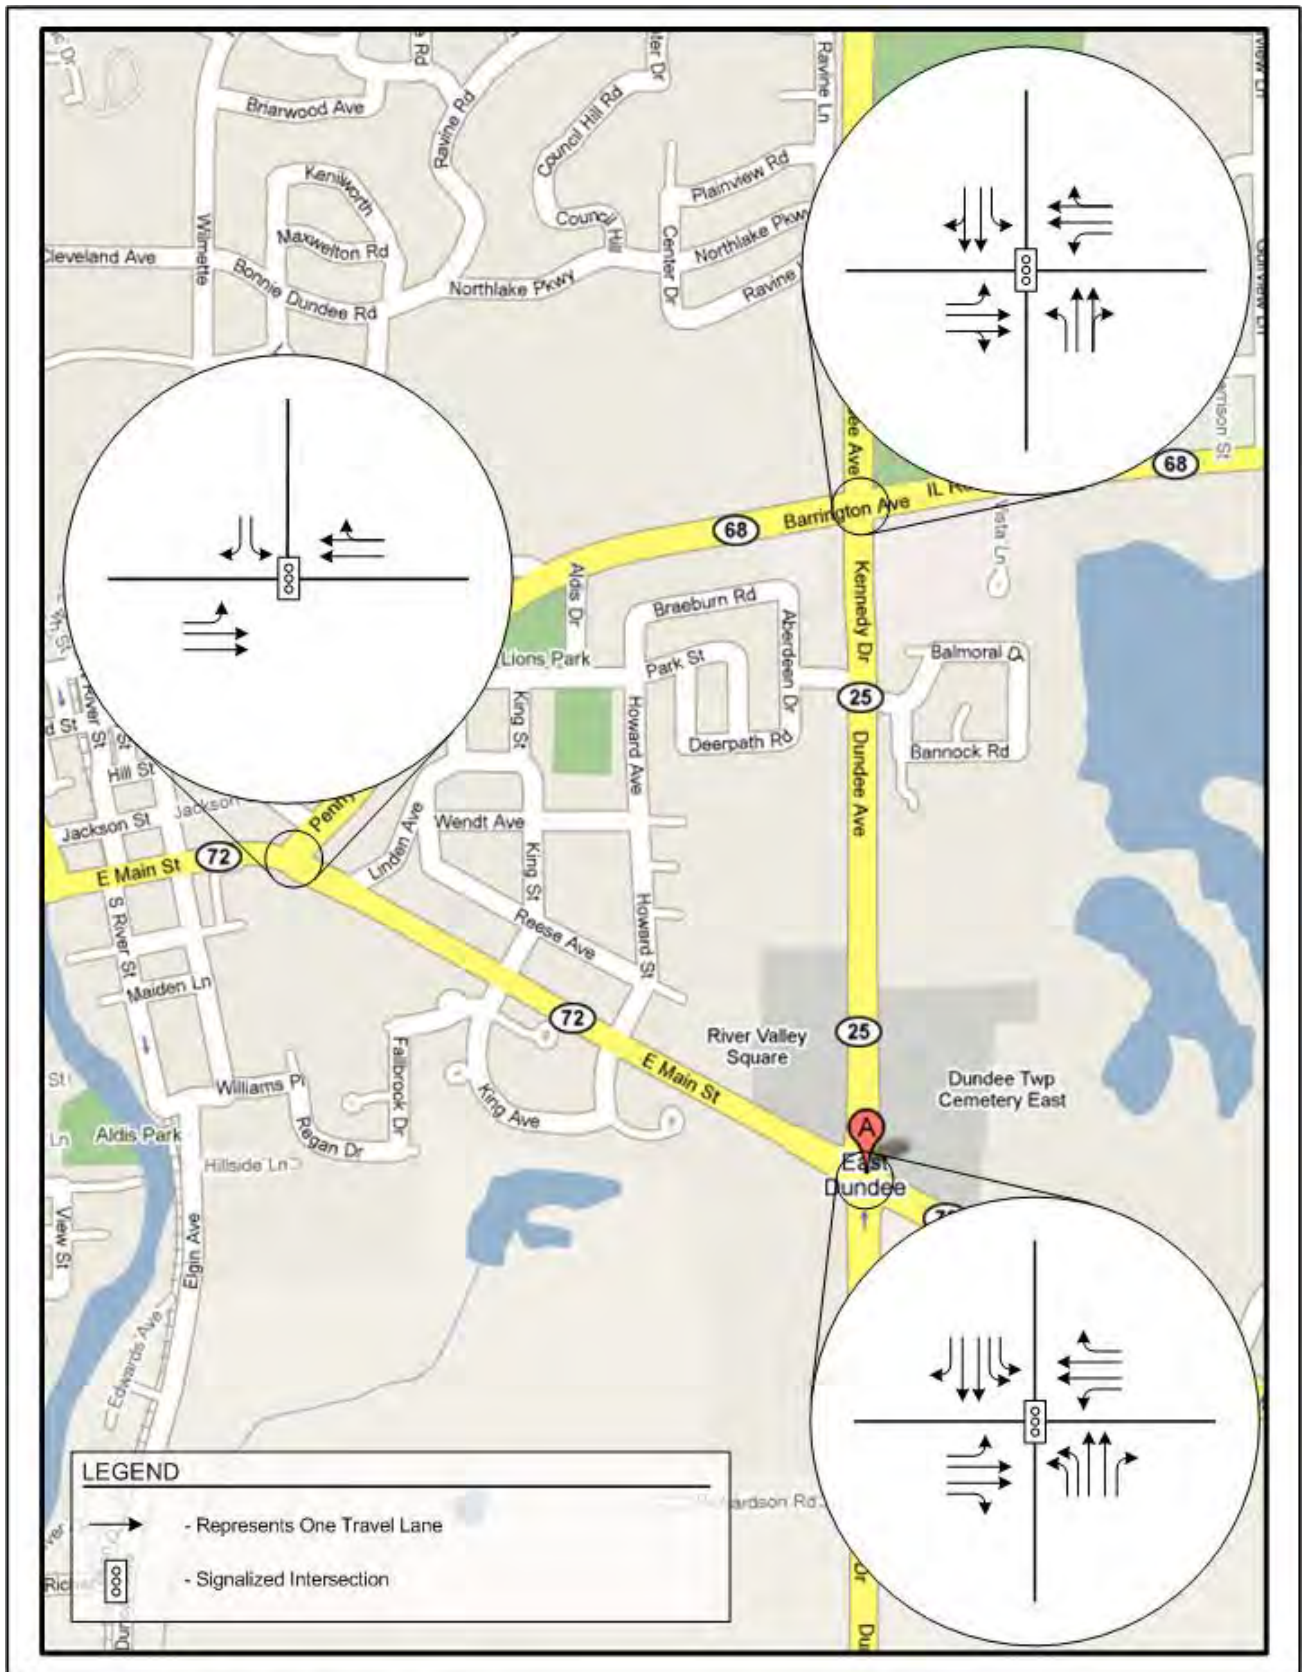 Ravine Ln
Briarwood Ave
Ravine Rd
Council Hill Rd
Plainview Rd
Kenilworth
Council Hill
Northlake Pkw
Wilmette
Maxwelton Rd
Center Dr
Cleveland Ave
Bonnie Dundee Rd
Northlake Pkwy
Ravine
68
Barrington Ave
68
Vista Ln
Aldis Dr
Braeburn Rd
Kennedy Dr
Aberdeen Dr
Lions Park
Park St
Balmoral
25
King St
Howard Ave
Deerpath Rd
Bannock Rd
River St
Hill St
Dundee Ave
Jackson
Penny
Jackson St
Linden Ave
Wendt Ave
72
E Main St
King St
S River St
Howard St
Reese Ave
Maiden Ln
72
25
River Valley
Square
E Main St
Dundee Twp
Cemetery East
Williams Pl
Fallbrook Dr
King Ave
Aldis Park
Regan Dr
A
Hillside Ln
East
Dundee
View St
Elgin Ave
Edwards Ave
LEGEND
- Represents One Travel Lane
- Signalized Intersection